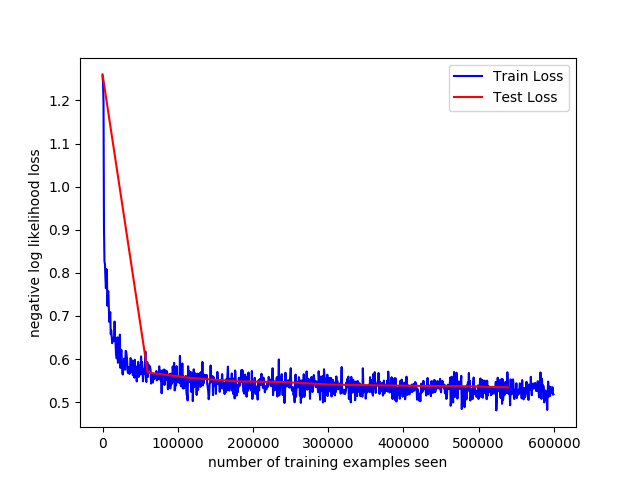 Train Loss
Test Loss
1.2
1.1
1.0
0.9
0.8
0.7
0.6
0.5
negative log likelihood loss
0 100000 200000 300000 400000 500000 600000
number of training examples seen